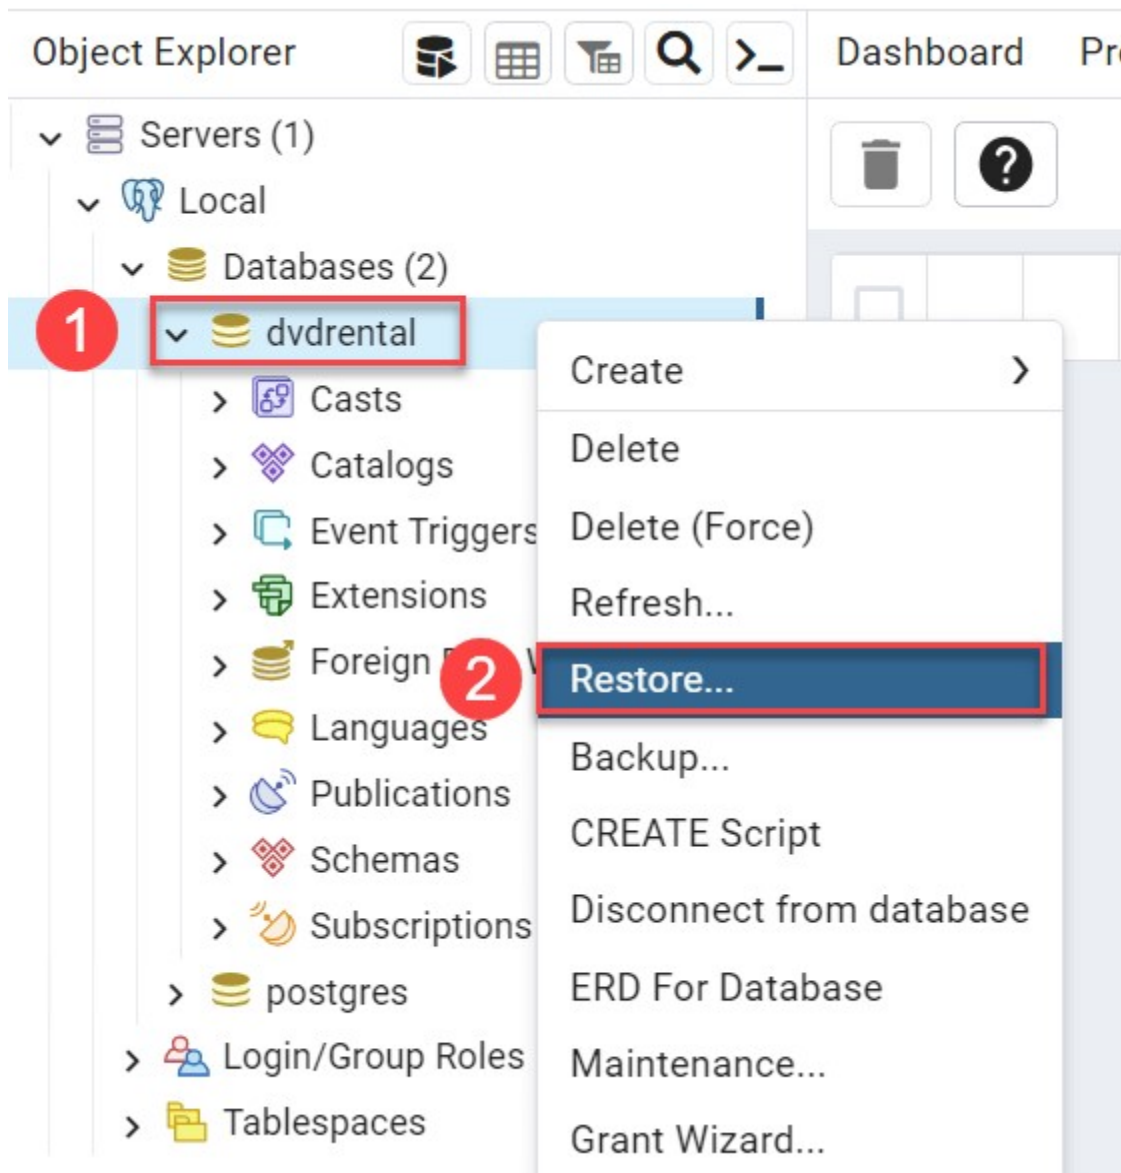 Object Explorer
Dashboard
Servers (1)
Local
Databases (2)
1
dvdrental
Casts
Catalogs
Event Triggers
Extensions
Foreign
Languages
Publications
Schemas
Subscriptions
postgres
Login/Group Roles
Tablespaces
Create
Delete
Delete (Force)
Refresh...
2
Restore...
Backup...
CREATE Script
Disconnect from database
ERD For Database
Maintenance...
Grant Wizard...